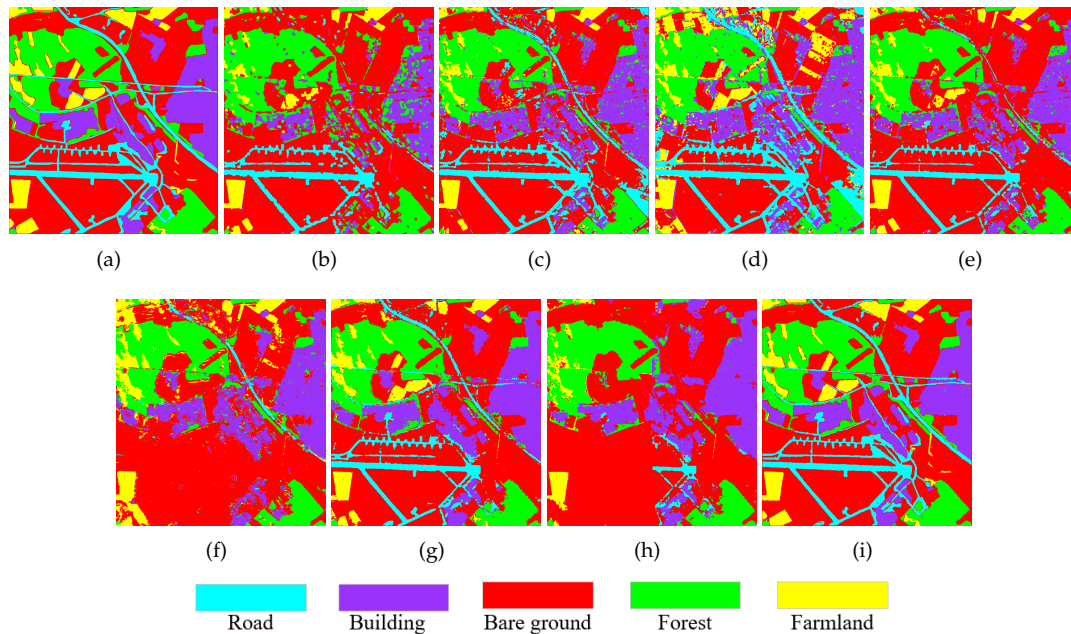 (a) (b) (c) (d) (e)
(f) (g) (h) (i)
Road Building Bare ground Forest Farmland